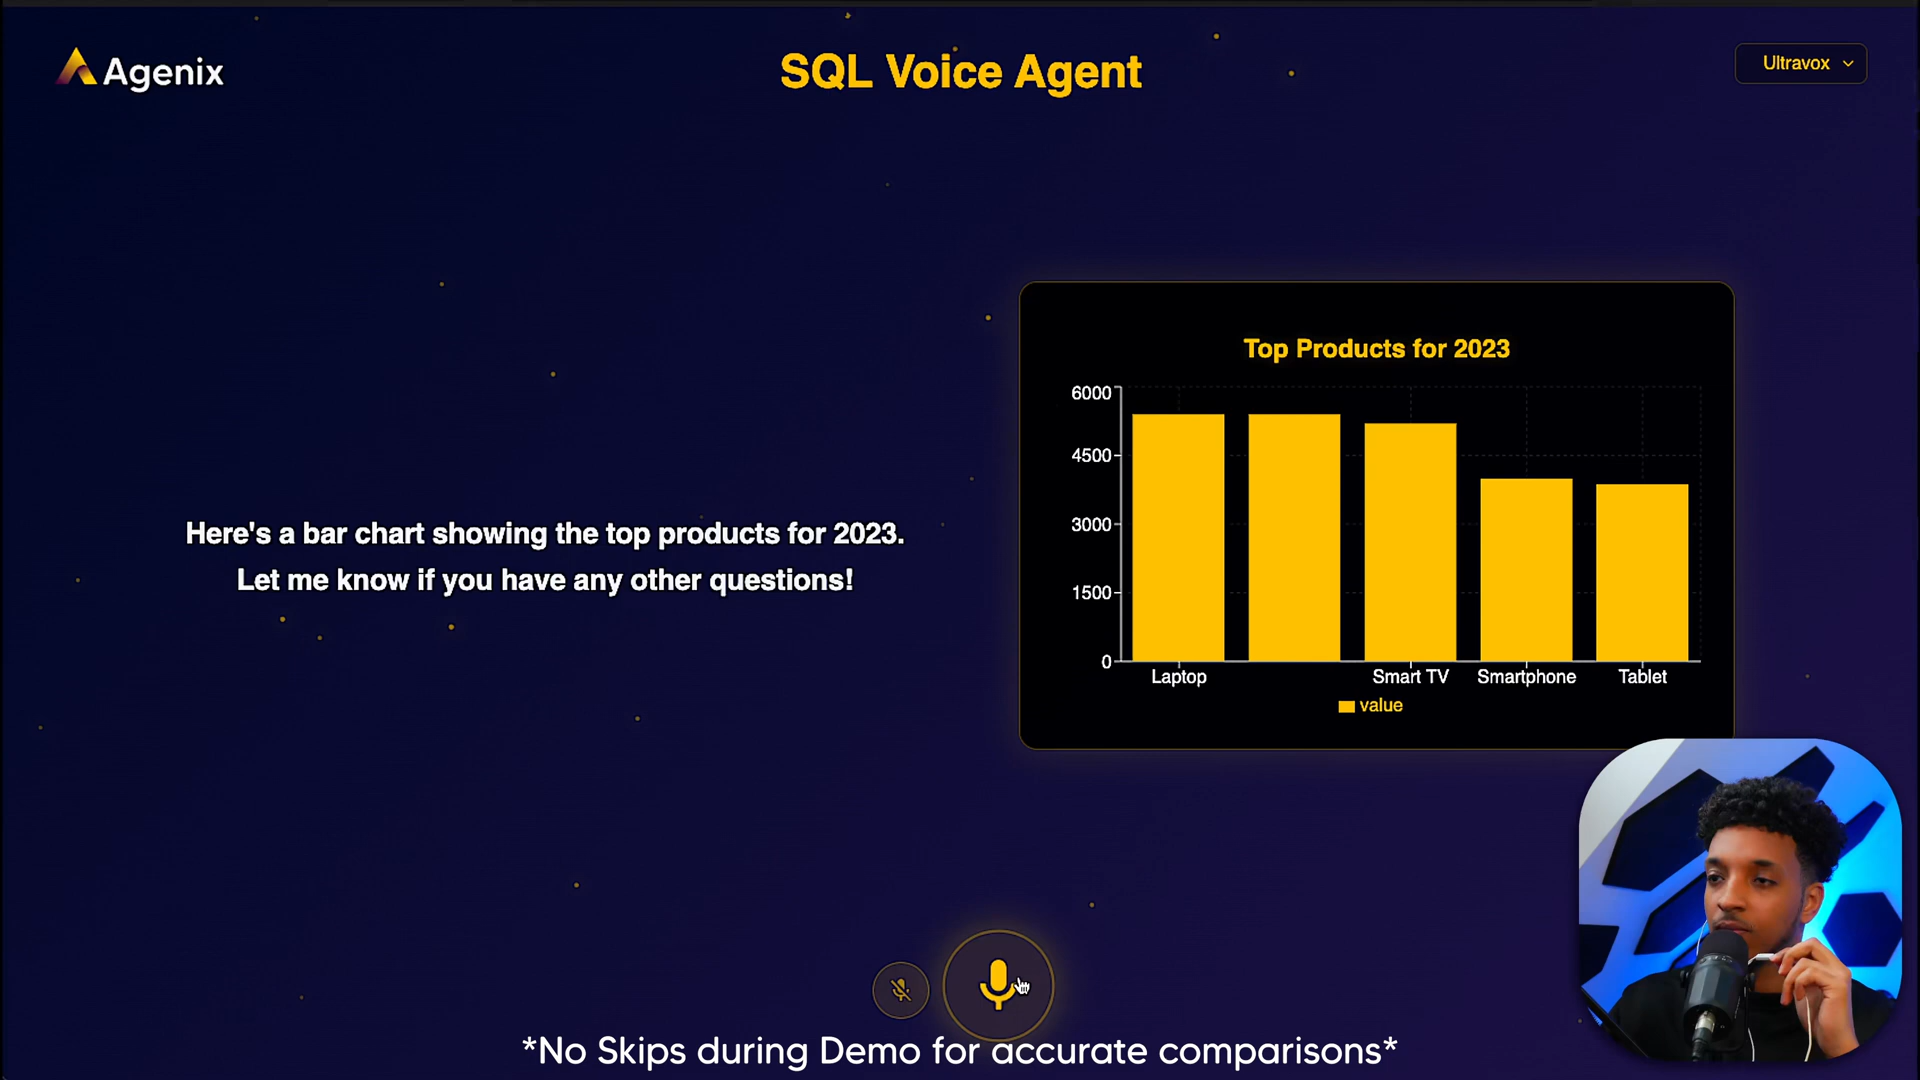 Agenix
SQL Voice Agent
Ultravox
Here's a bar chart showing the top products for 2023.
Let me know if you have any other questions!
Top Products for 2023
6000
4500
3000
1500
0
Laptop
Smart TV
Smartphone
Tablet
value
*No Skips during Demo for accurate comparisons*